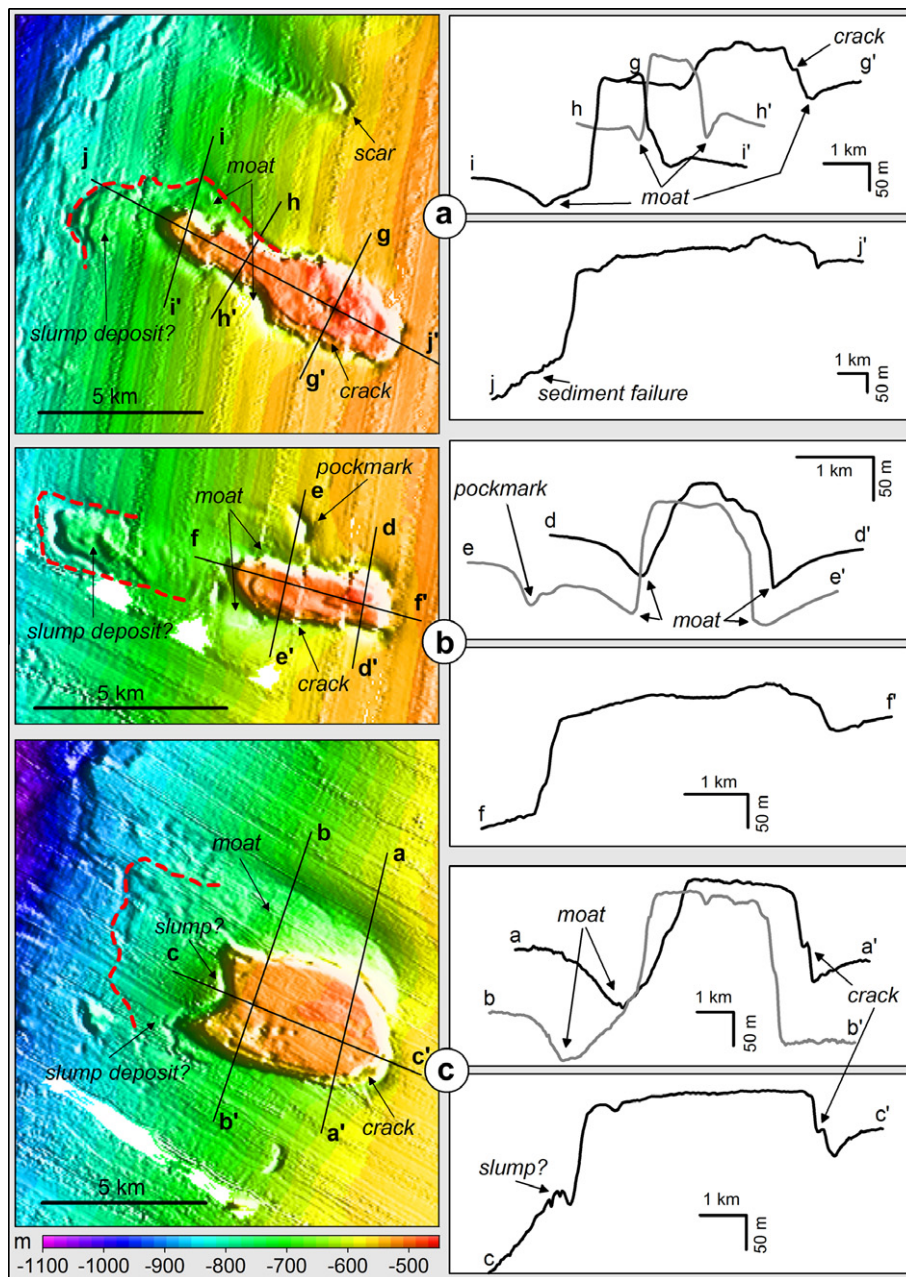 i
j
moat
h
scar
g
i'
h'
slump deposit?
g'
j'
crack
5 km
a
crack
g
g'
h
h'
i
i'
moat
1 km
50 m
j'
j
sediment failure
1 km
50 m
pockmark
moat
e
d
f
f'
slump deposit?
e'
crack
d'
5 km
b
1 km
50 m
pockmark
d
d'
e
e'
moat
f'
1 km
50 m
f
b
moat
a
slump?
c
slump deposit?
c'
b'
a'
crack
5 km
m
-1100 -1000 -900 -800 -700 -600 -500
c
moat
a
a'
b
crack
1 km
50 m
b'
c'
slump?
1 km
50 m
c